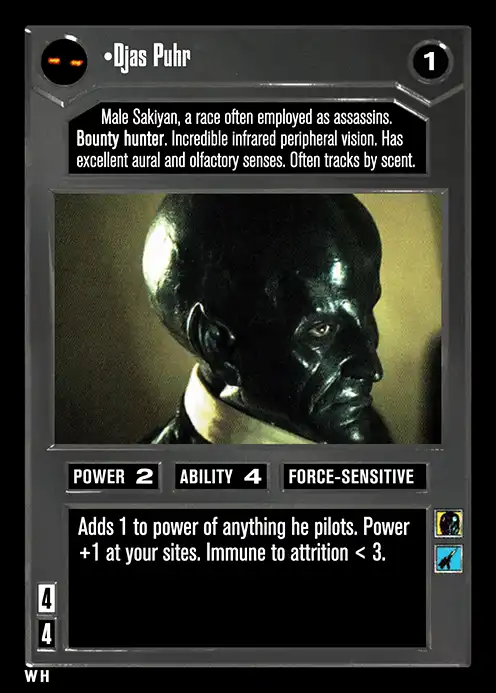 •Djas Puhr
1
Male Sakiyan, a race often employed as assassins.
Bounty hunter. Incredible infrared peripheral vision. Has
excellent aural and olfactory senses. Often tracks by scent.
POWER 2
ABILITY 4
FORCE-SENSITIVE
Adds 1 to power of anything he pilots. Power
+1 at your sites. Immune to attrition < 3.
4
4
WH